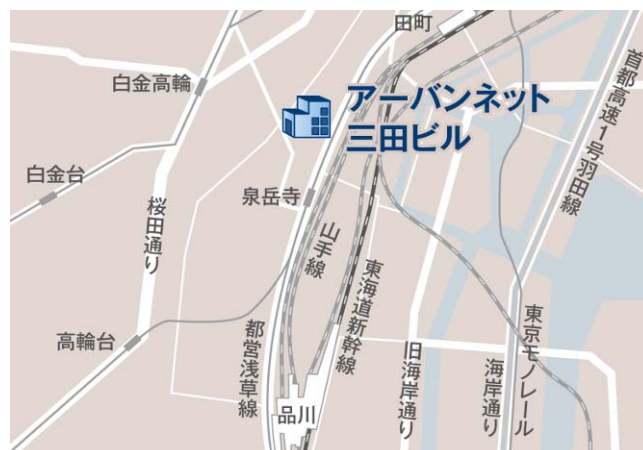 田町
白金高輪
アーバンネット
三田ビル
首都高速1号羽田線
白金台
泉岳寺
桜田通り
山手線
東海道新幹線
高輪台
都営浅草線
旧海岸通り
海岸通り
東京モノレール
品川